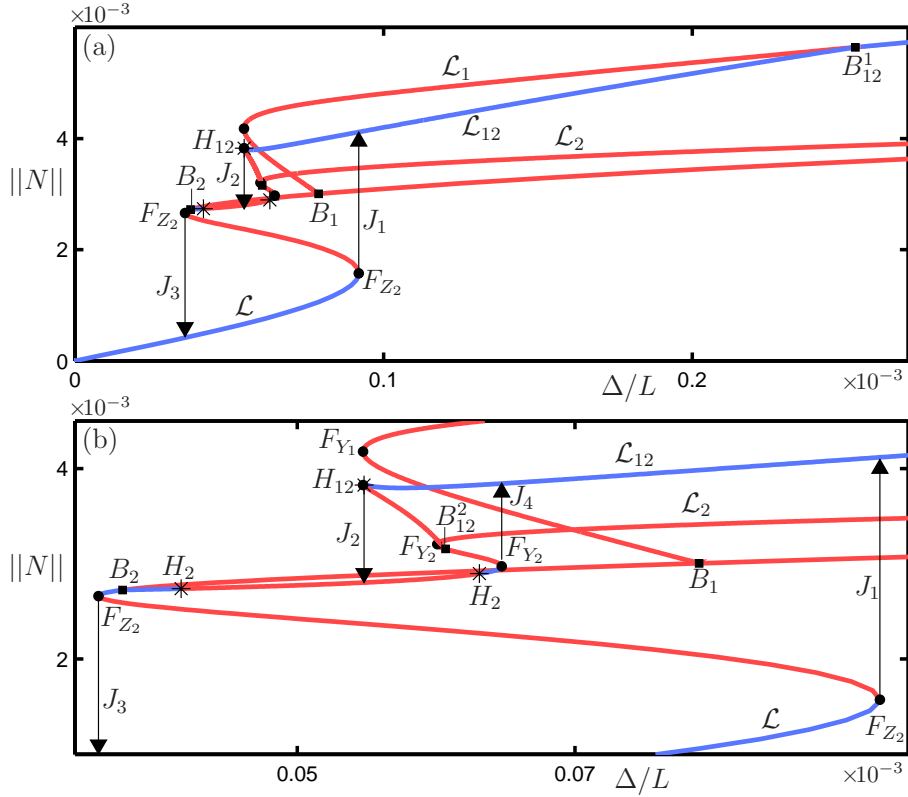 ×10⁻³
(a)
ℒ₁
B¹₁₂
4
H₁₂
ℒ₁₂
ℒ₂
||N||
J₂
B₂
J₁
B₁
2
F_{Z₂}
F_{Z₂}
J₃
ℒ
0
0
0.1
Δ/L
0.2
×10⁻³
×10⁻³
(b)
F_{Y₁}
4
ℒ₁₂
H₁₂
J₄
ℒ₂
J₂
B²₁₂
F_{Y₂}
F_{Y₂}
||N||
B₂
H₂
B₁
J₁
H₂
F_{Z₂}
2
J₃
ℒ
F_{Z₂}
0.05
0.07
Δ/L
×10⁻³